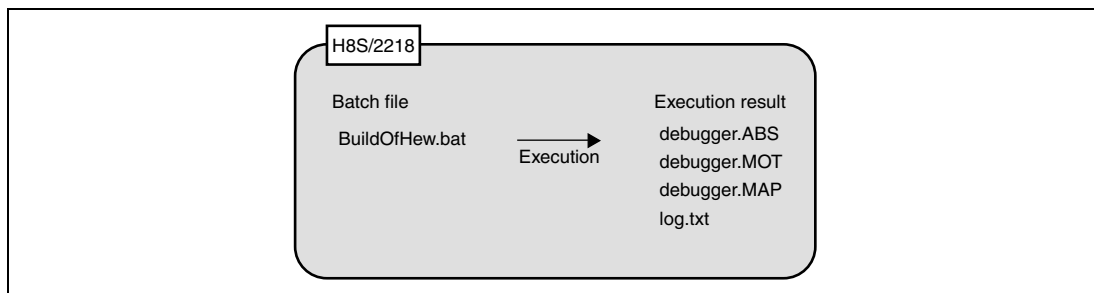 H8S/2218
Batch file
BuildOfHew.bat
Execution
Execution result
debugger.ABS
debugger.MOT
debugger.MAP
log.txt